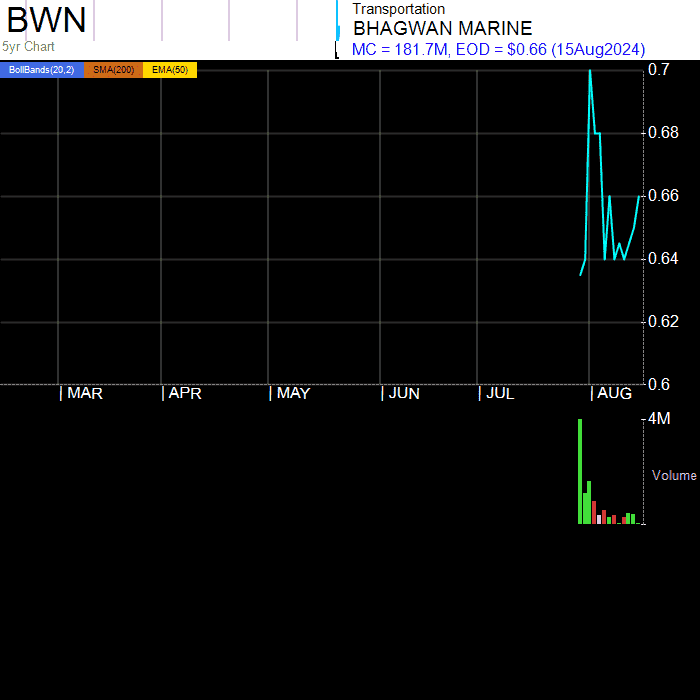 BWN
5yr Chart
Transportation
BHAGWAN MARINE
MC = 181.7M, EOD = $0.66 (15Aug2024)
BollBands(20,2) SMA(200) EMA(50)
0.7
0.68
0.66
0.64
0.62
0.6
MAR APR MAY JUN JUL AUG
4M
Volume